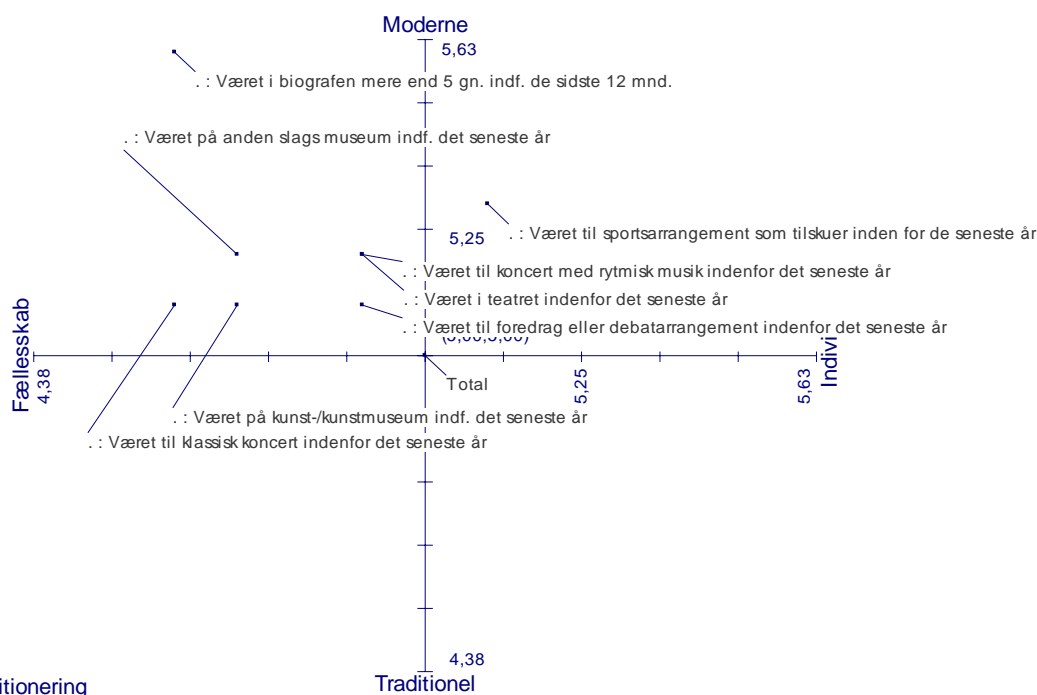 Moderne
5,63
. : Været i biografen mere end 5 gn. indf. de sidste 12 mnd.
. : Været på anden slags museum indf. det seneste år
5,25
. : Været til sportsarrangement som tilskuer inden for de seneste år
. : Været til koncert med rytmisk musik indenfor det seneste år
. : Været i teatret indenfor det seneste år
. : Været til foredrag eller debatarrangement indenfor det seneste år
(5,00,5,00)
Fællesskab
4,38
Total
5,25
5,63
Indivi
. : Været på kunst-/kunstmuseum indf. det seneste år
. : Været til klassisk koncert indenfor det seneste år
4,38
Traditionel
itionering